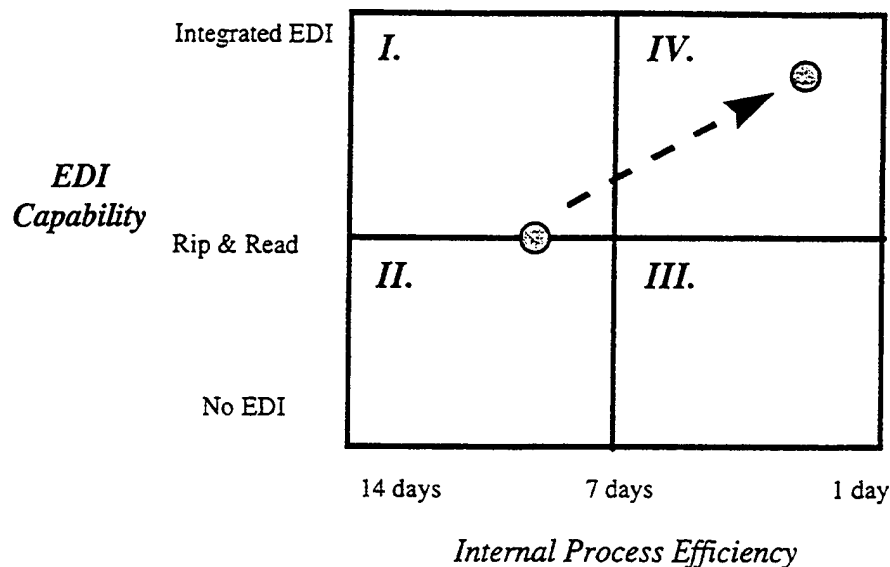 Integrated EDI
I.
IV.
EDI
Capability
Rip & Read
II.
III.
No EDI
14 days
7 days
1 day
Internal Process Efficiency